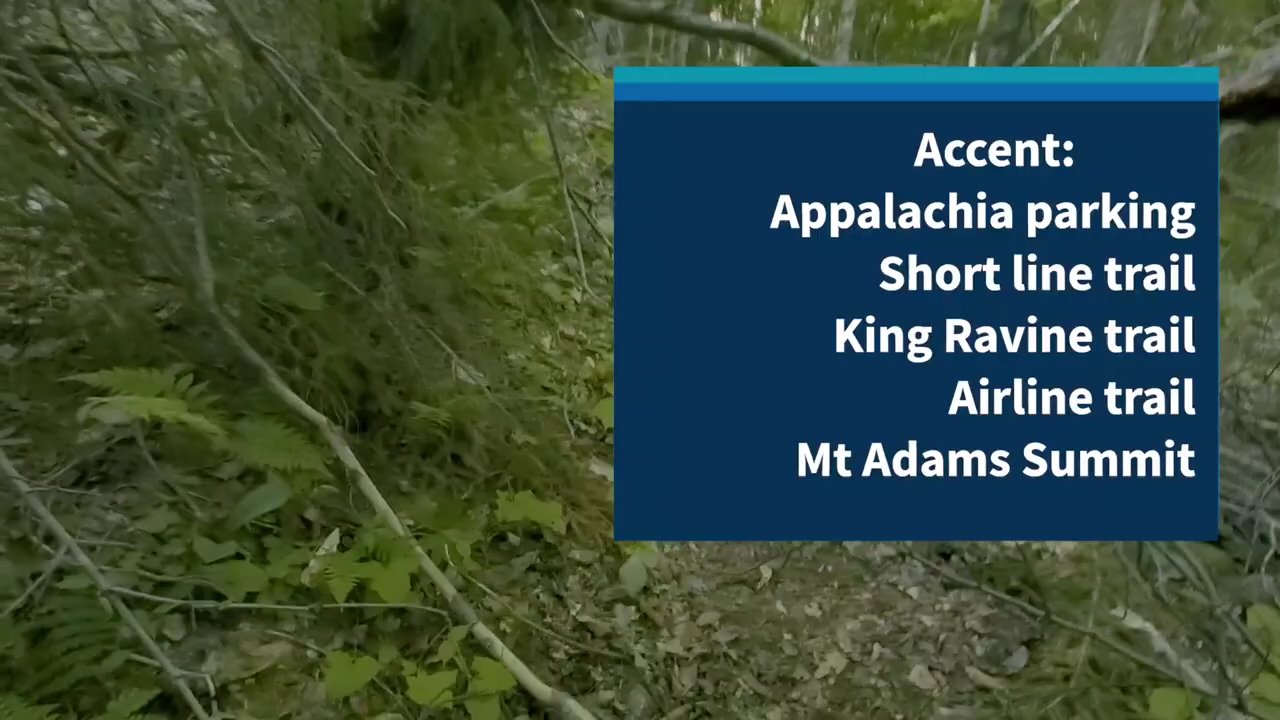 Accent:
Appalachia parking
Short line trail
King Ravine trail
Airline trail
Mt Adams Summit